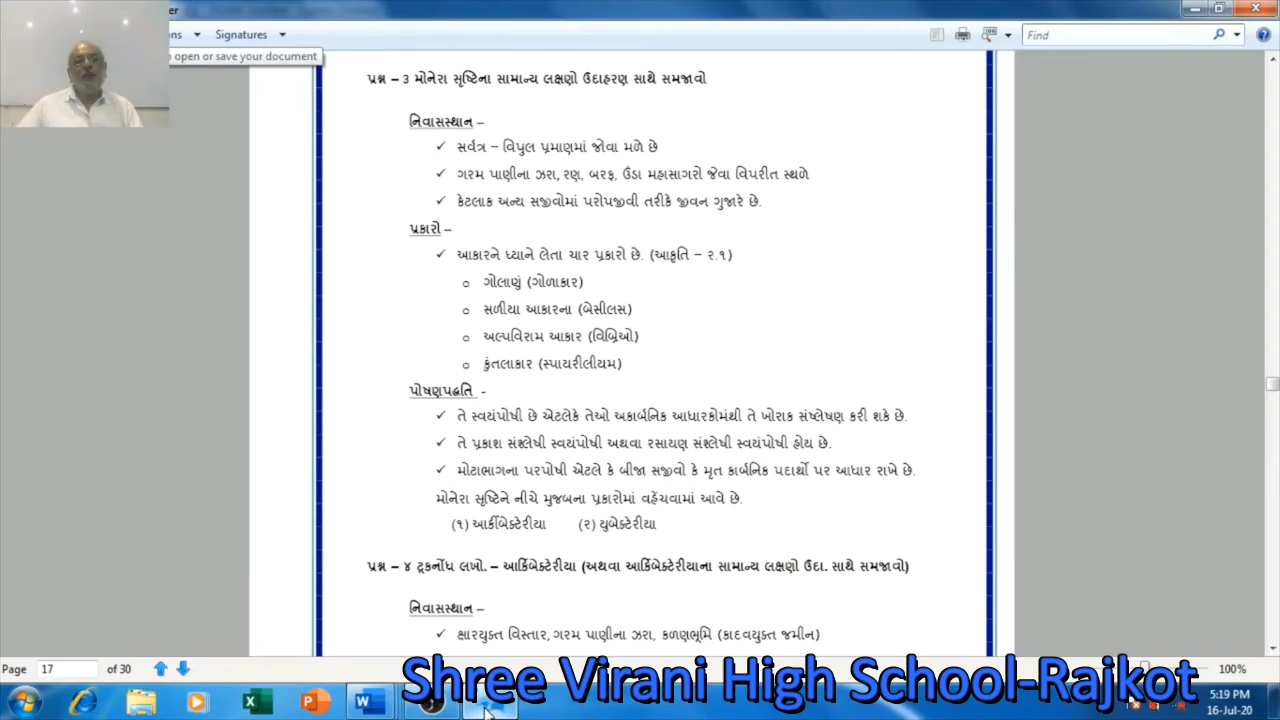 Signatures
open or save your document
Find
પ્રશ્ન – 3 મોનેરા સૃષ્ટિના સામાન્ય લક્ષણો ઉદાહરણ સાથે સમજાવો
નિવાસસ્થાન –
✓ સર્વત્ર – વિપુલ પ્રમાણમાં જોવા મળે છે
✓ ગરમ પાણીના ઝરા, રણ, બરફ, ઉંડા મહાસાગરો જેવા વિપરીત સ્થળે
✓ કેટલાક અન્ય સજીવોમાં પરોપજીવી તરીકે જીવન ગુજારે છે.
પ્રકારો –
✓ આકારને ધ્યાને લેતા ચાર પ્રકારો છે. (આકૃતિ – ૨.૧)
o ગોલાણું (ગોળાકાર)
o સળીયા આકારના (બેસીલસ)
o અલ્પવિરામ આકાર (વિબ્રિઓ)
o કુંતલાકાર (સ્પાયરીલીયમ)
પોષણપદ્ધતિ -
✓ તે સ્વયંપોષી છે એટલેકે તેઓ અકાર્બનિક આધારકોમંથી તે ખોરાક સંષ્લેષણ કરી શકે છે.
✓ તે પ્રકાશ સંશ્લેષી સ્વયંપોષી અથવા રસાયણ સંશ્લેષી સ્વયંપોષી હોય છે.
✓ મોટાભાગના પરપોષી એટલે કે બીજા સજીવો કે મૃત કાર્બનિક પદાર્થો પર આધાર રાખે છે.
મોનેરા સૃષ્ટિને નીચે મુજબના પ્રકારોમાં વહેંચવામાં આવે છે.
(૧) આર્કીબેક્ટેરીયા (૨) યુબેક્ટેરીયા
પ્રશ્ન – ૪ ટૂકનોંધ લખો. – આર્કિબેક્ટેરીયા (અથવા આર્કિબેક્ટેરીયાના સામાન્ય લક્ષણો ઉદા. સાથે સમજાવો)
નિવાસસ્થાન –
✓ ક્ષારયુક્ત વિસ્તાર, ગરમ પાણીના ઝરા, કળણભૂમિ (કાદવયુક્ત જમીન)
Page 17 of 30
100%
Shree Virani High School-Rajkot
5:19 PM
16-Jul-20